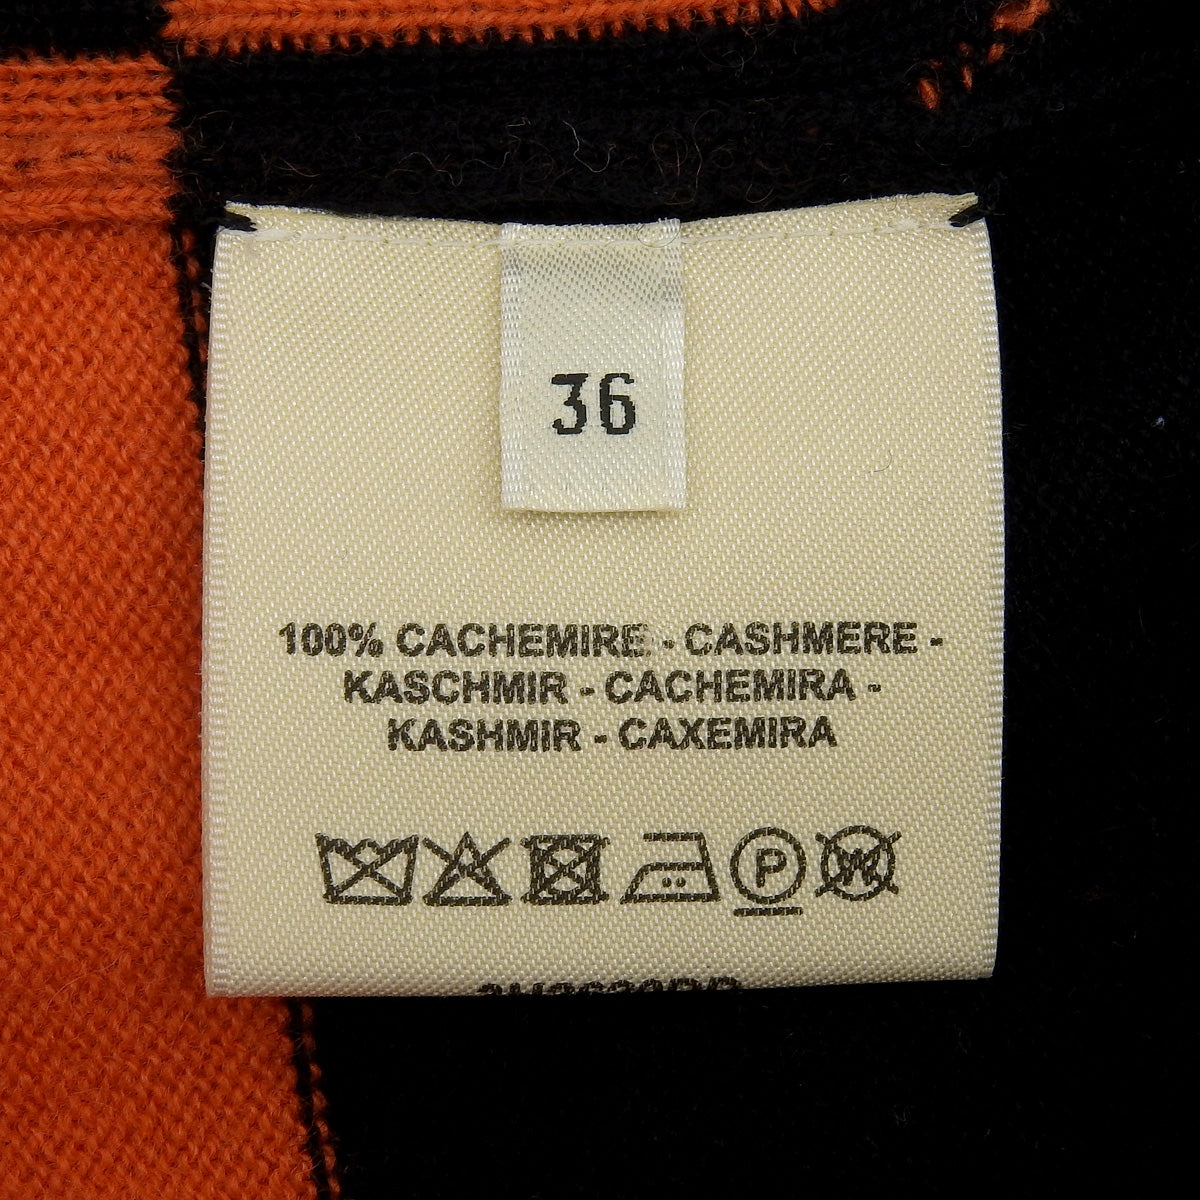 36
100% CACHEMIRE - CASHMERE -
KASCHMIR - CACHEMIRA -
KASHMIR - CAXEMIRA
P W